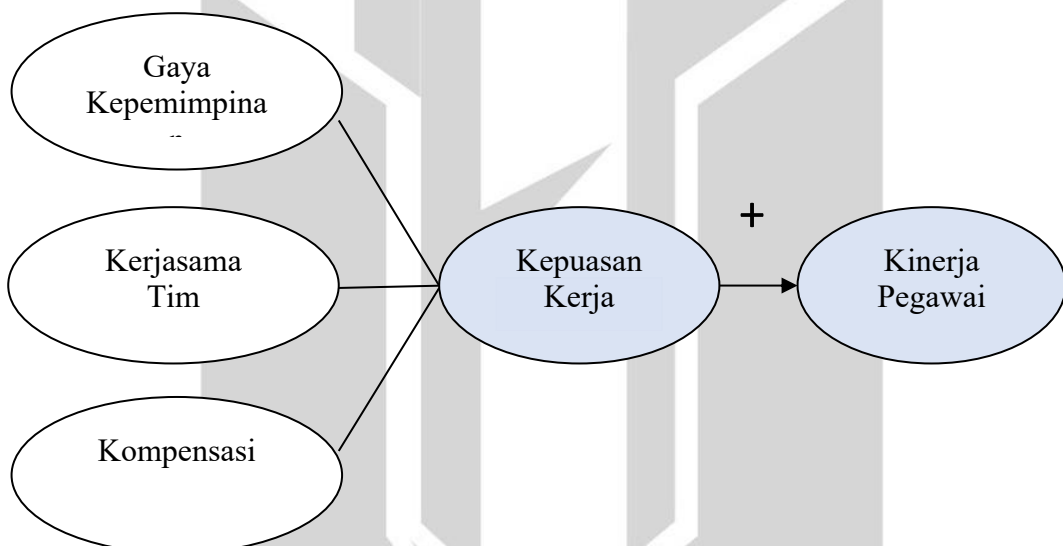 Gaya
Kepemimpina
Kerjasama
Tim
Kompensasi
Kepuasan
Kerja
+
Kinerja
Pegawai